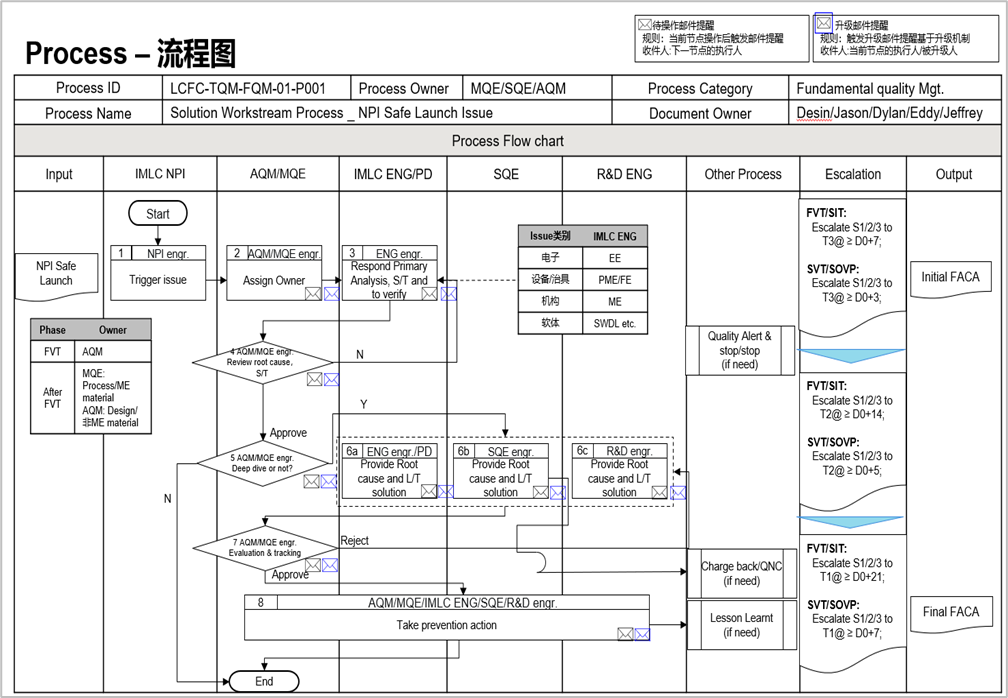 待操作邮件提醒
规则：当前节点操作后触发邮件提醒
收件人:下一节点的执行人
升级邮件提醒
规则：触发升级邮件提醒基于升级机制
收件人:当前节点的执行人/被升级人
Process – 流程图
Process ID
LCFC-TQM-FQM-01-P001
Process Owner
MQE/SQE/AQM
Process Category
Fundamental quality Mgt.
Process Name
Solution Workstream Process _ NPI Safe Launch Issue
Document Owner
Desin/Jason/Dylan/Eddy/Jeffrey
Process Flow chart
Input
IMLC NPI
AQM/MQE
IMLC ENG/PD
SQE
R&D ENG
Other Process
Escalation
Output
Start
NPI Safe
Launch
1
NPI engr.
Trigger issue
2
AQM/MQE engr.
Assign Owner
3
ENG engr.
Respond Primary
Analysis, S/T and
to verify
Issue类别
IMLC ENG
电子
EE
设备/治具
PME/FE
机构
ME
软体
SWDL etc.
FVT/SIT:
Escalate S1/2/3 to
T3@ ≥ D0+7;
SVT/SOVP:
Escalate S1/2/3 to
T3@ ≥ D0+3;
Initial FACA
Phase
Owner
FVT
AQM
After
FVT
MQE:
Process/ME
material
AQM: Design/
非ME material
4 AQM/MQE engr.
Review root cause,
S/T
N
Y
Approve
Quality Alert &
stop/stop
(if need)
FVT/SIT:
Escalate S1/2/3 to
T2@ ≥ D0+14;
SVT/SOVP:
Escalate S1/2/3 to
T2@ ≥ D0+5;
5 AQM/MQE engr.
Deep dive or not?
N
6a
ENG engr./PD
Provide Root
cause and L/T
solution
6b
SQE engr.
Provide Root
cause and L/T
solution
6c
R&D engr.
Provide Root
cause and L/T
solution
7 AQM/MQE engr.
Evaluation & tracking
Reject
Approve
Charge back/QNC
(if need)
FVT/SIT:
Escalate S1/2/3 to
T1@ ≥ D0+21;
SVT/SOVP:
Escalate S1/2/3 to
T1@ ≥ D0+7;
8
AQM/MQE/IMLC ENG/SQE/R&D engr.
Take prevention action
Lesson Learnt
(if need)
Final FACA
End